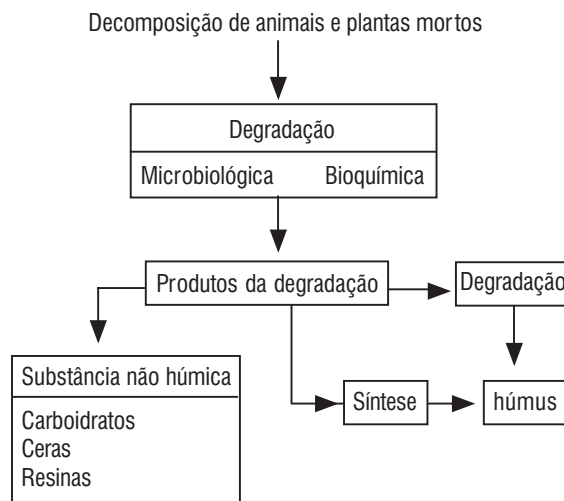 Decomposição de animais e plantas mortos
Degradação
Microbiológica Bioquímica
Produtos da degradação
Degradação
Substância não húmica
Carboidratos
Ceras
Resinas
Síntese
húmus